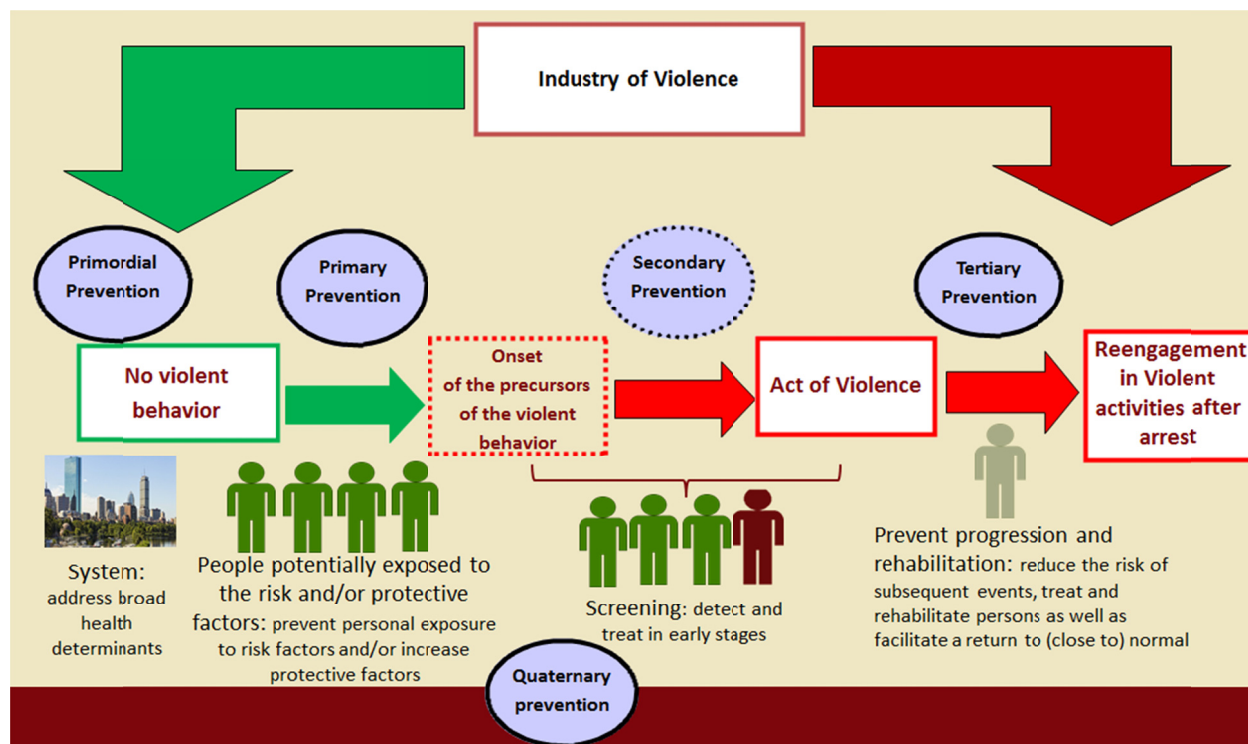 Industry of Violence
Primordial
Prevention
Primary
Prevention
Secondary
Prevention
Tertiary
Prevention
No violent
behavior
Onset
of the precursors
of the violent
behavior
Act of Violence
Reengagement
in Violent
activities after
arrest
System:
address broad
health
determinants
People potentially exposed to
the risk and/or protective
factors: prevent personal exposure
to risk factors and/or increase
protective factors
Screening: detect and
treat in early stages
Prevent progression and
rehabilitation: reduce the risk of
subsequent events, treat and
rehabilitate persons as well as
facilitate a return to (close to) normal
Quaternary
prevention